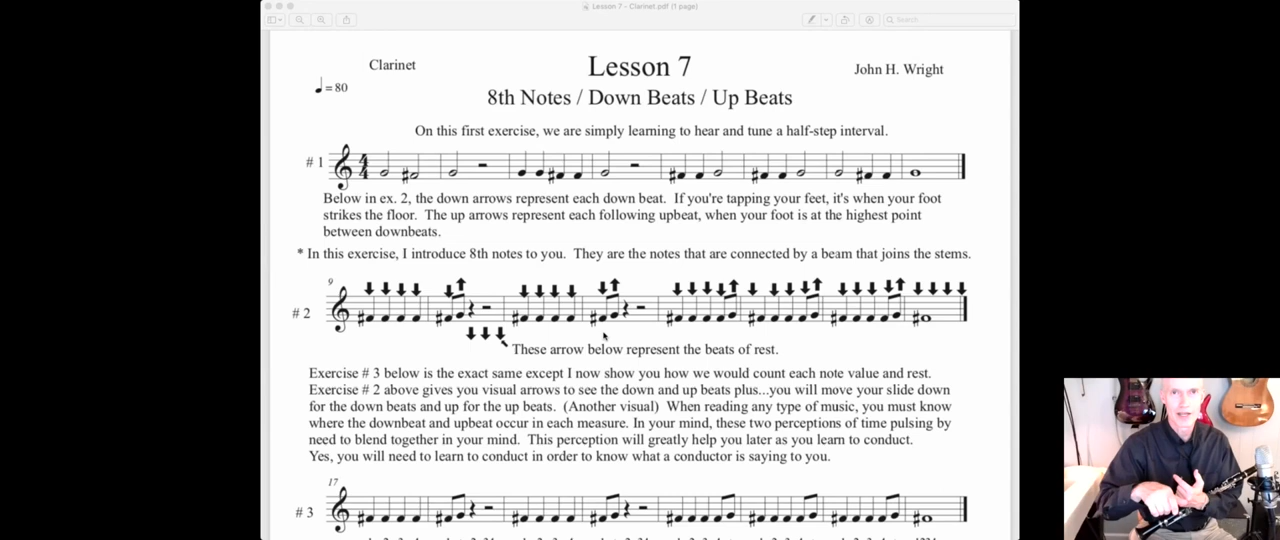 Lesson 7 - Clarinet.pdf (1 page)
Search
Clarinet
Lesson 7
John H. Wright
= 80
8th Notes / Down Beats / Up Beats
On this first exercise, we are simply learning to hear and tune a half-step interval.
# 1
Below in ex. 2, the down arrows represent each down beat. If you're tapping your feet, it's when your foot
strikes the floor. The up arrows represent each following upbeat, when your foot is at the highest point
between downbeats.
* In this exercise, I introduce 8th notes to you. They are the notes that are connected by a beam that joins the stems.
9
# 2
These arrow below represent the beats of rest.
Exercise # 3 below is the exact same except I now show you how we would count each note value and rest.
Exercise # 2 above gives you visual arrows to see the down and up beats plus...you will move your slide down
for the down beats and up for the up beats. (Another visual) When reading any type of music, you must know
where the downbeat and upbeat occur in each measure. In your mind, these two perceptions of time pulsing by
need to blend together in your mind. This perception will greatly help you later as you learn to conduct.
Yes, you will need to learn to conduct in order to know what a conductor is saying to you.
17
# 3